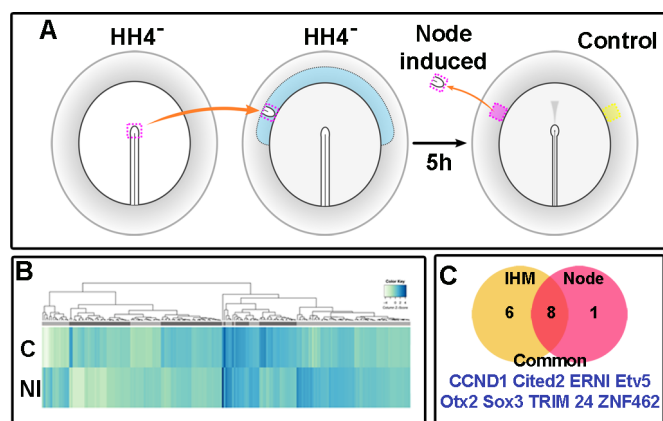 A
HH4-
HH4-
Node induced
Control
5h
B
Color Key
C
NI
C
IHM
Node
6
8
1
Common
CCND1 Cited2 ERNI Etv5
Otx2 Sox3 TRIM 24 ZNF462